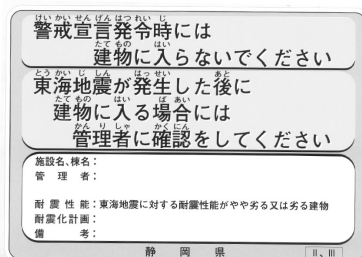 警戒宣言発令時には
建物に入らないでください
東海地震が発生した後に
建物に入る場合には
管理者に確認をしてください
施設名、棟名:
管理者:
耐震性能:東海地震に対する耐震性能がやや劣る又は劣る建物
耐震化計画:
備考:
静岡県
Ⅱ、Ⅲ